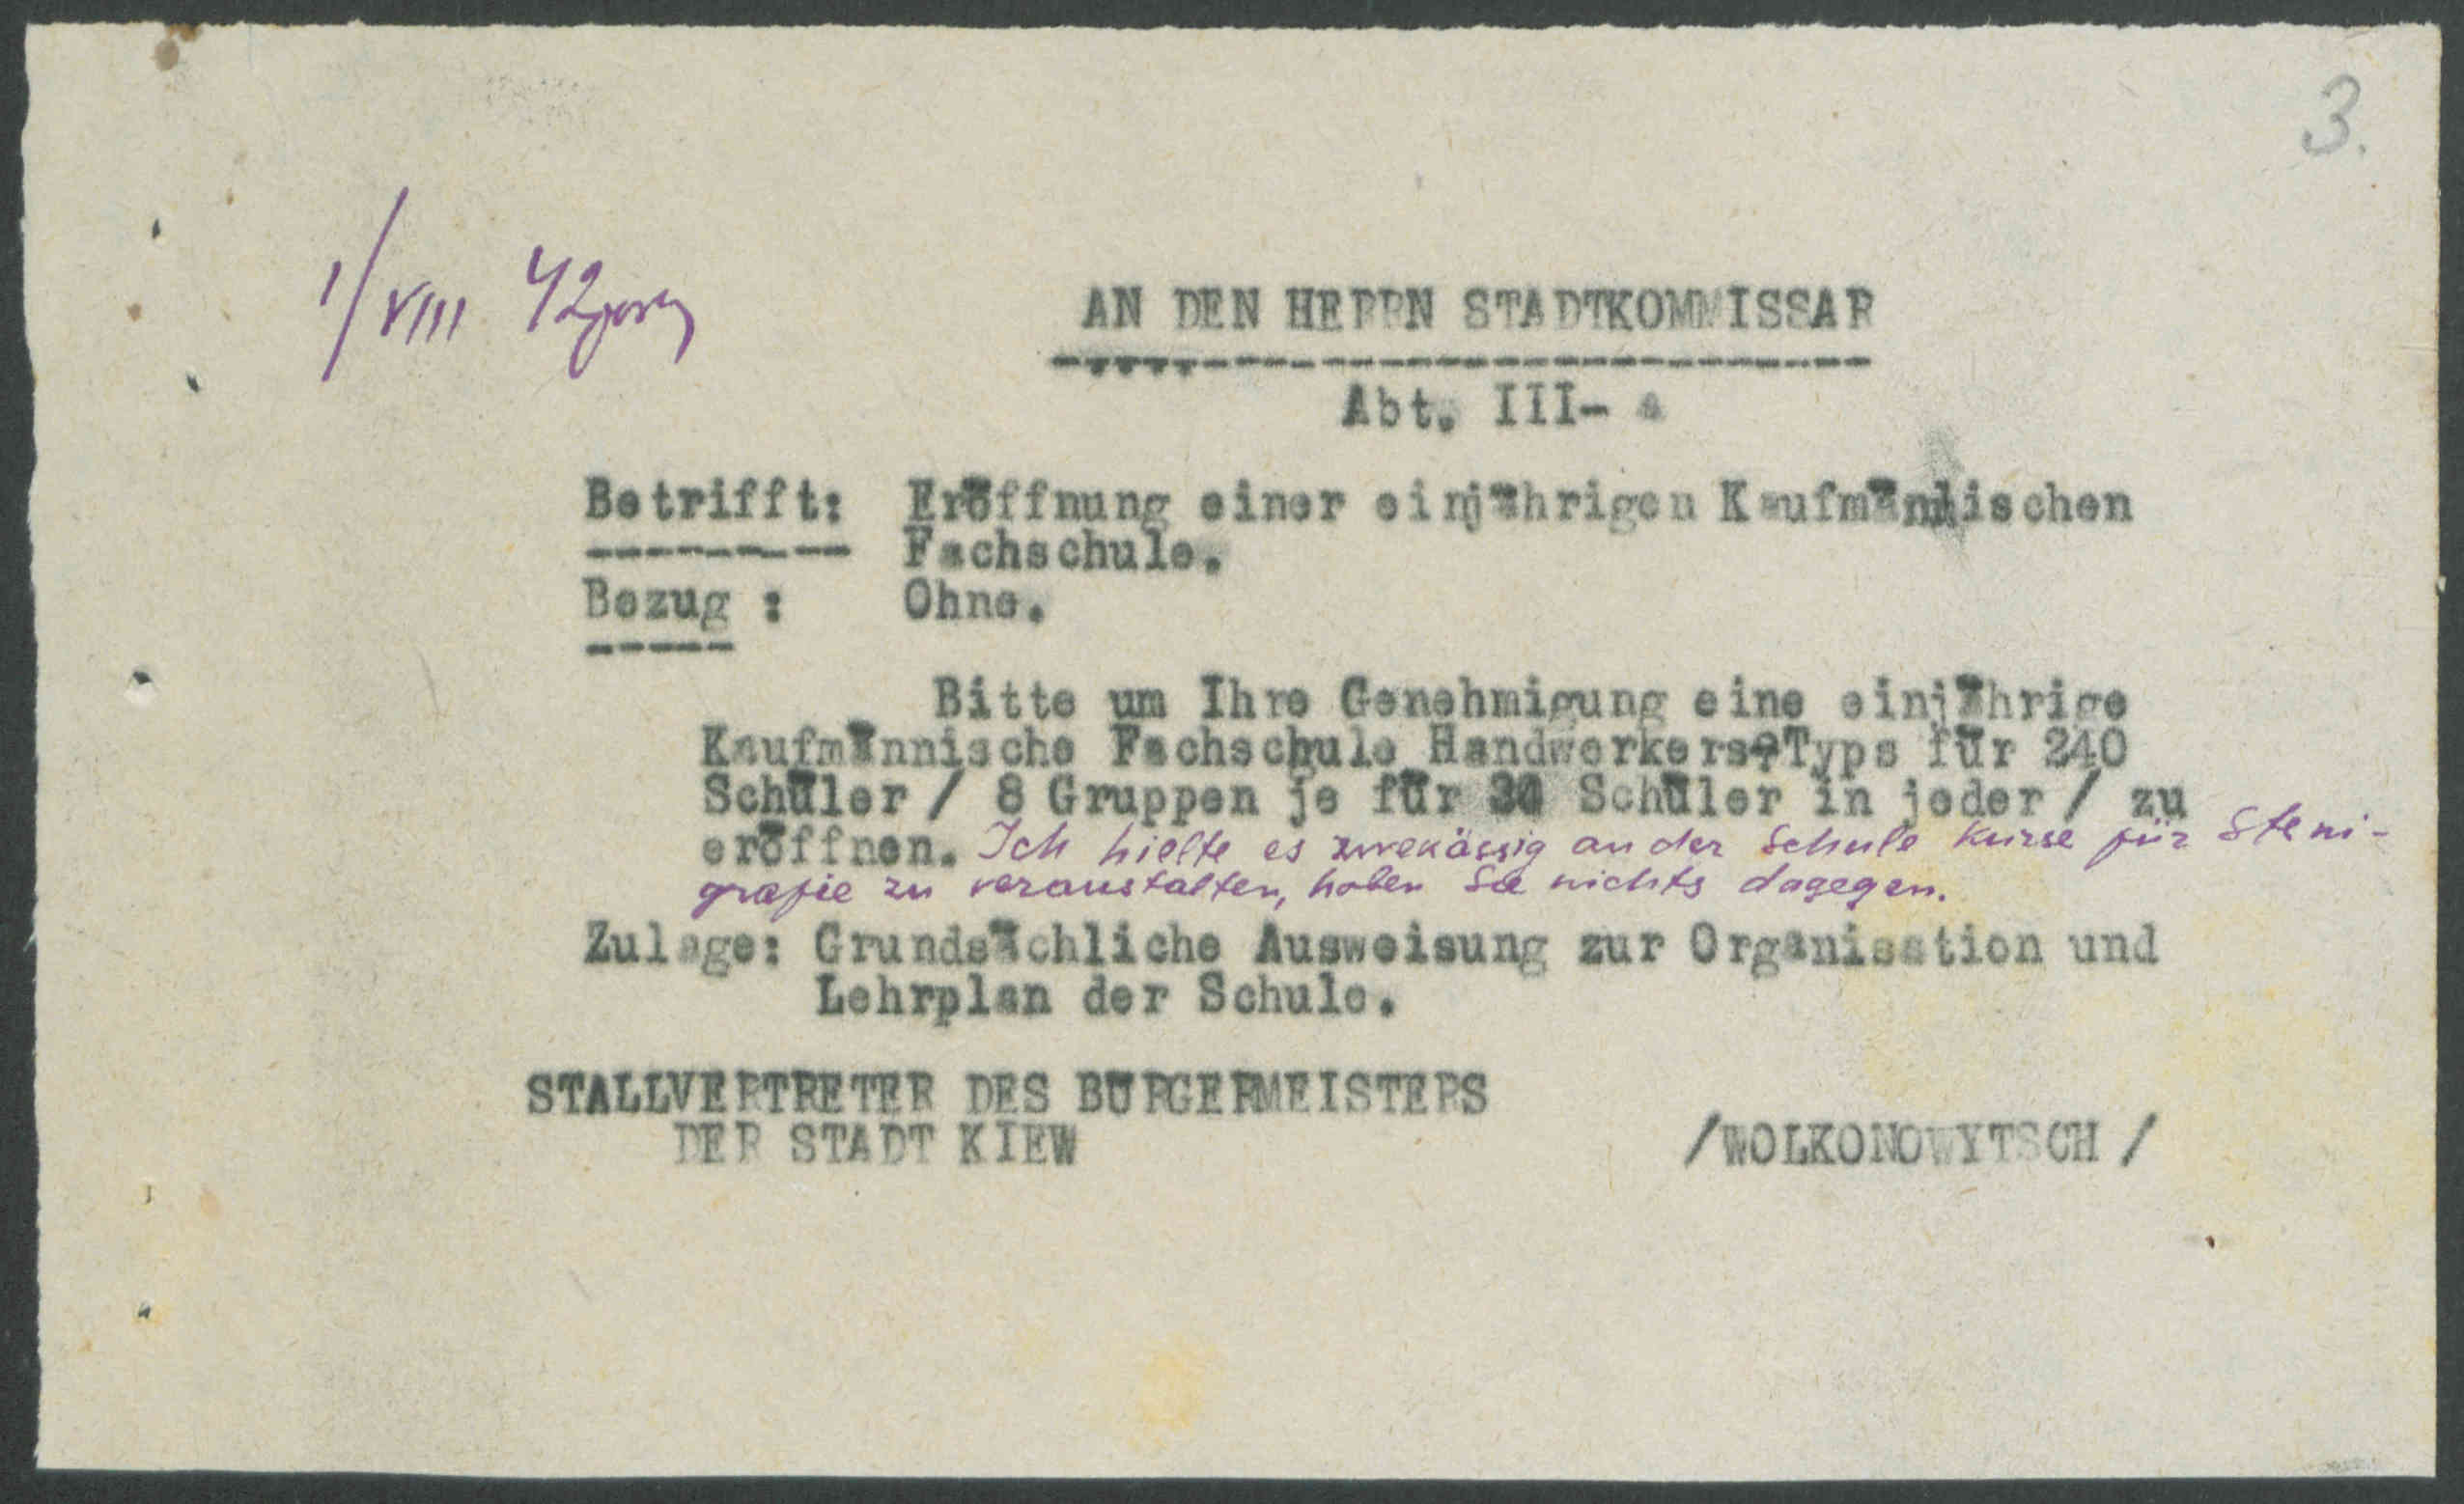 3.
1/VIII 42
AN DEN HERRN STADTKOMMISSAR
Abt. III- a
Betrifft: Eröffnung einer einjährigen Kaufmännischen
Fachschule.
Bezug : Ohne.
Bitte um Ihre Genehmigung eine einjährige
Kaufmännische Fachschule Handwerkers-Typs für 240
Schüler / 8 Gruppen je für 30 Schüler in jeder / zu
eröffnen. Ich hielte es zwekässig an der Schule Kurse für Steni-
grafie zu veranstalten, haben Sie nichts dagegen.
Zulage: Grundsächliche Ausweisung zur Organisation und
Lehrplan der Schule.
STALLVERTRETER DES BÜRGERMEISTERS
DER STADT KIEW
/WOLKONOWYTSCH /